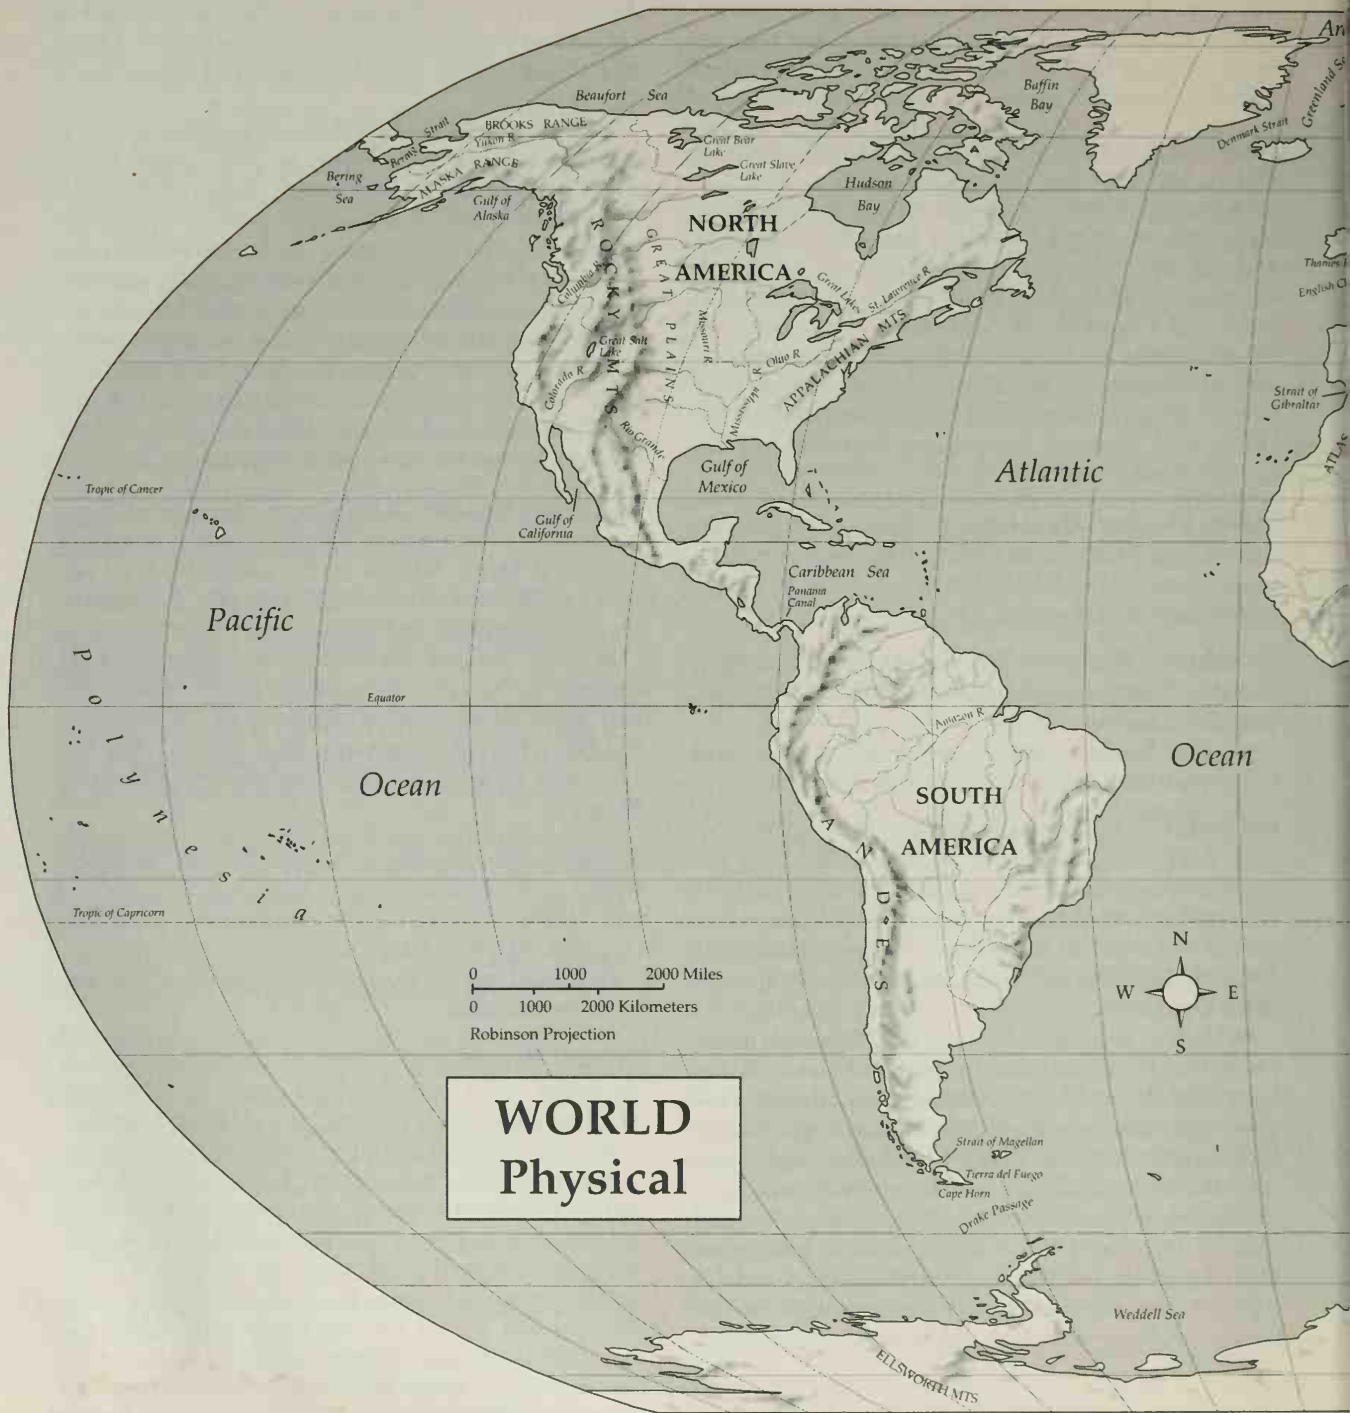 Beaufort Sea
Baffin
Bay
Greenland
Denmark Strait
Bering Strait
BROOKS RANGE
Yukon R
ALASKA RANGE
Bering
Sea
Gulf of
Alaska
Great Bear
Lake
Great Slave
Lake
Hudson
Bay
NORTH
AMERICA
ROCKY MTS
GREAT PLAINS
Columbia R
Great Lakes
St. Lawrence R
Thames
English
Missouri R
Great Salt
Lake
Ohio R
APPALACHIAN MTS
Colorado R
Mississippi R
Rio Grande
Strait of
Gibraltar
ATLAS
Gulf of
Mexico
Atlantic
Tropic of Cancer
Gulf of
California
Caribbean Sea
Panama
Canal
Pacific
Polynesia
Equator
Amazon R
Ocean
Ocean
SOUTH
AMERICA
ANDES
Tropic of Capricorn
N
W E
S
0 1000 2000 Miles
0 1000 2000 Kilometers
Robinson Projection
WORLD
Physical
Strait of Magellan
Tierra del Fuego
Cape Horn
Drake Passage
Weddell Sea
ELLSWORTH MTS